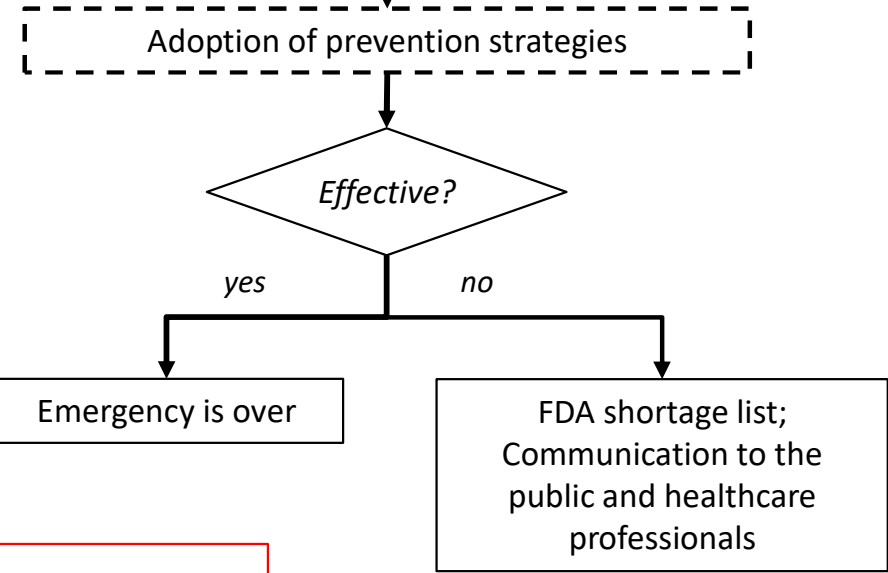 Adoption of prevention strategies
Effective?
yes
no
Emergency is over
FDA shortage list;
Communication to the
public and healthcare
professionals